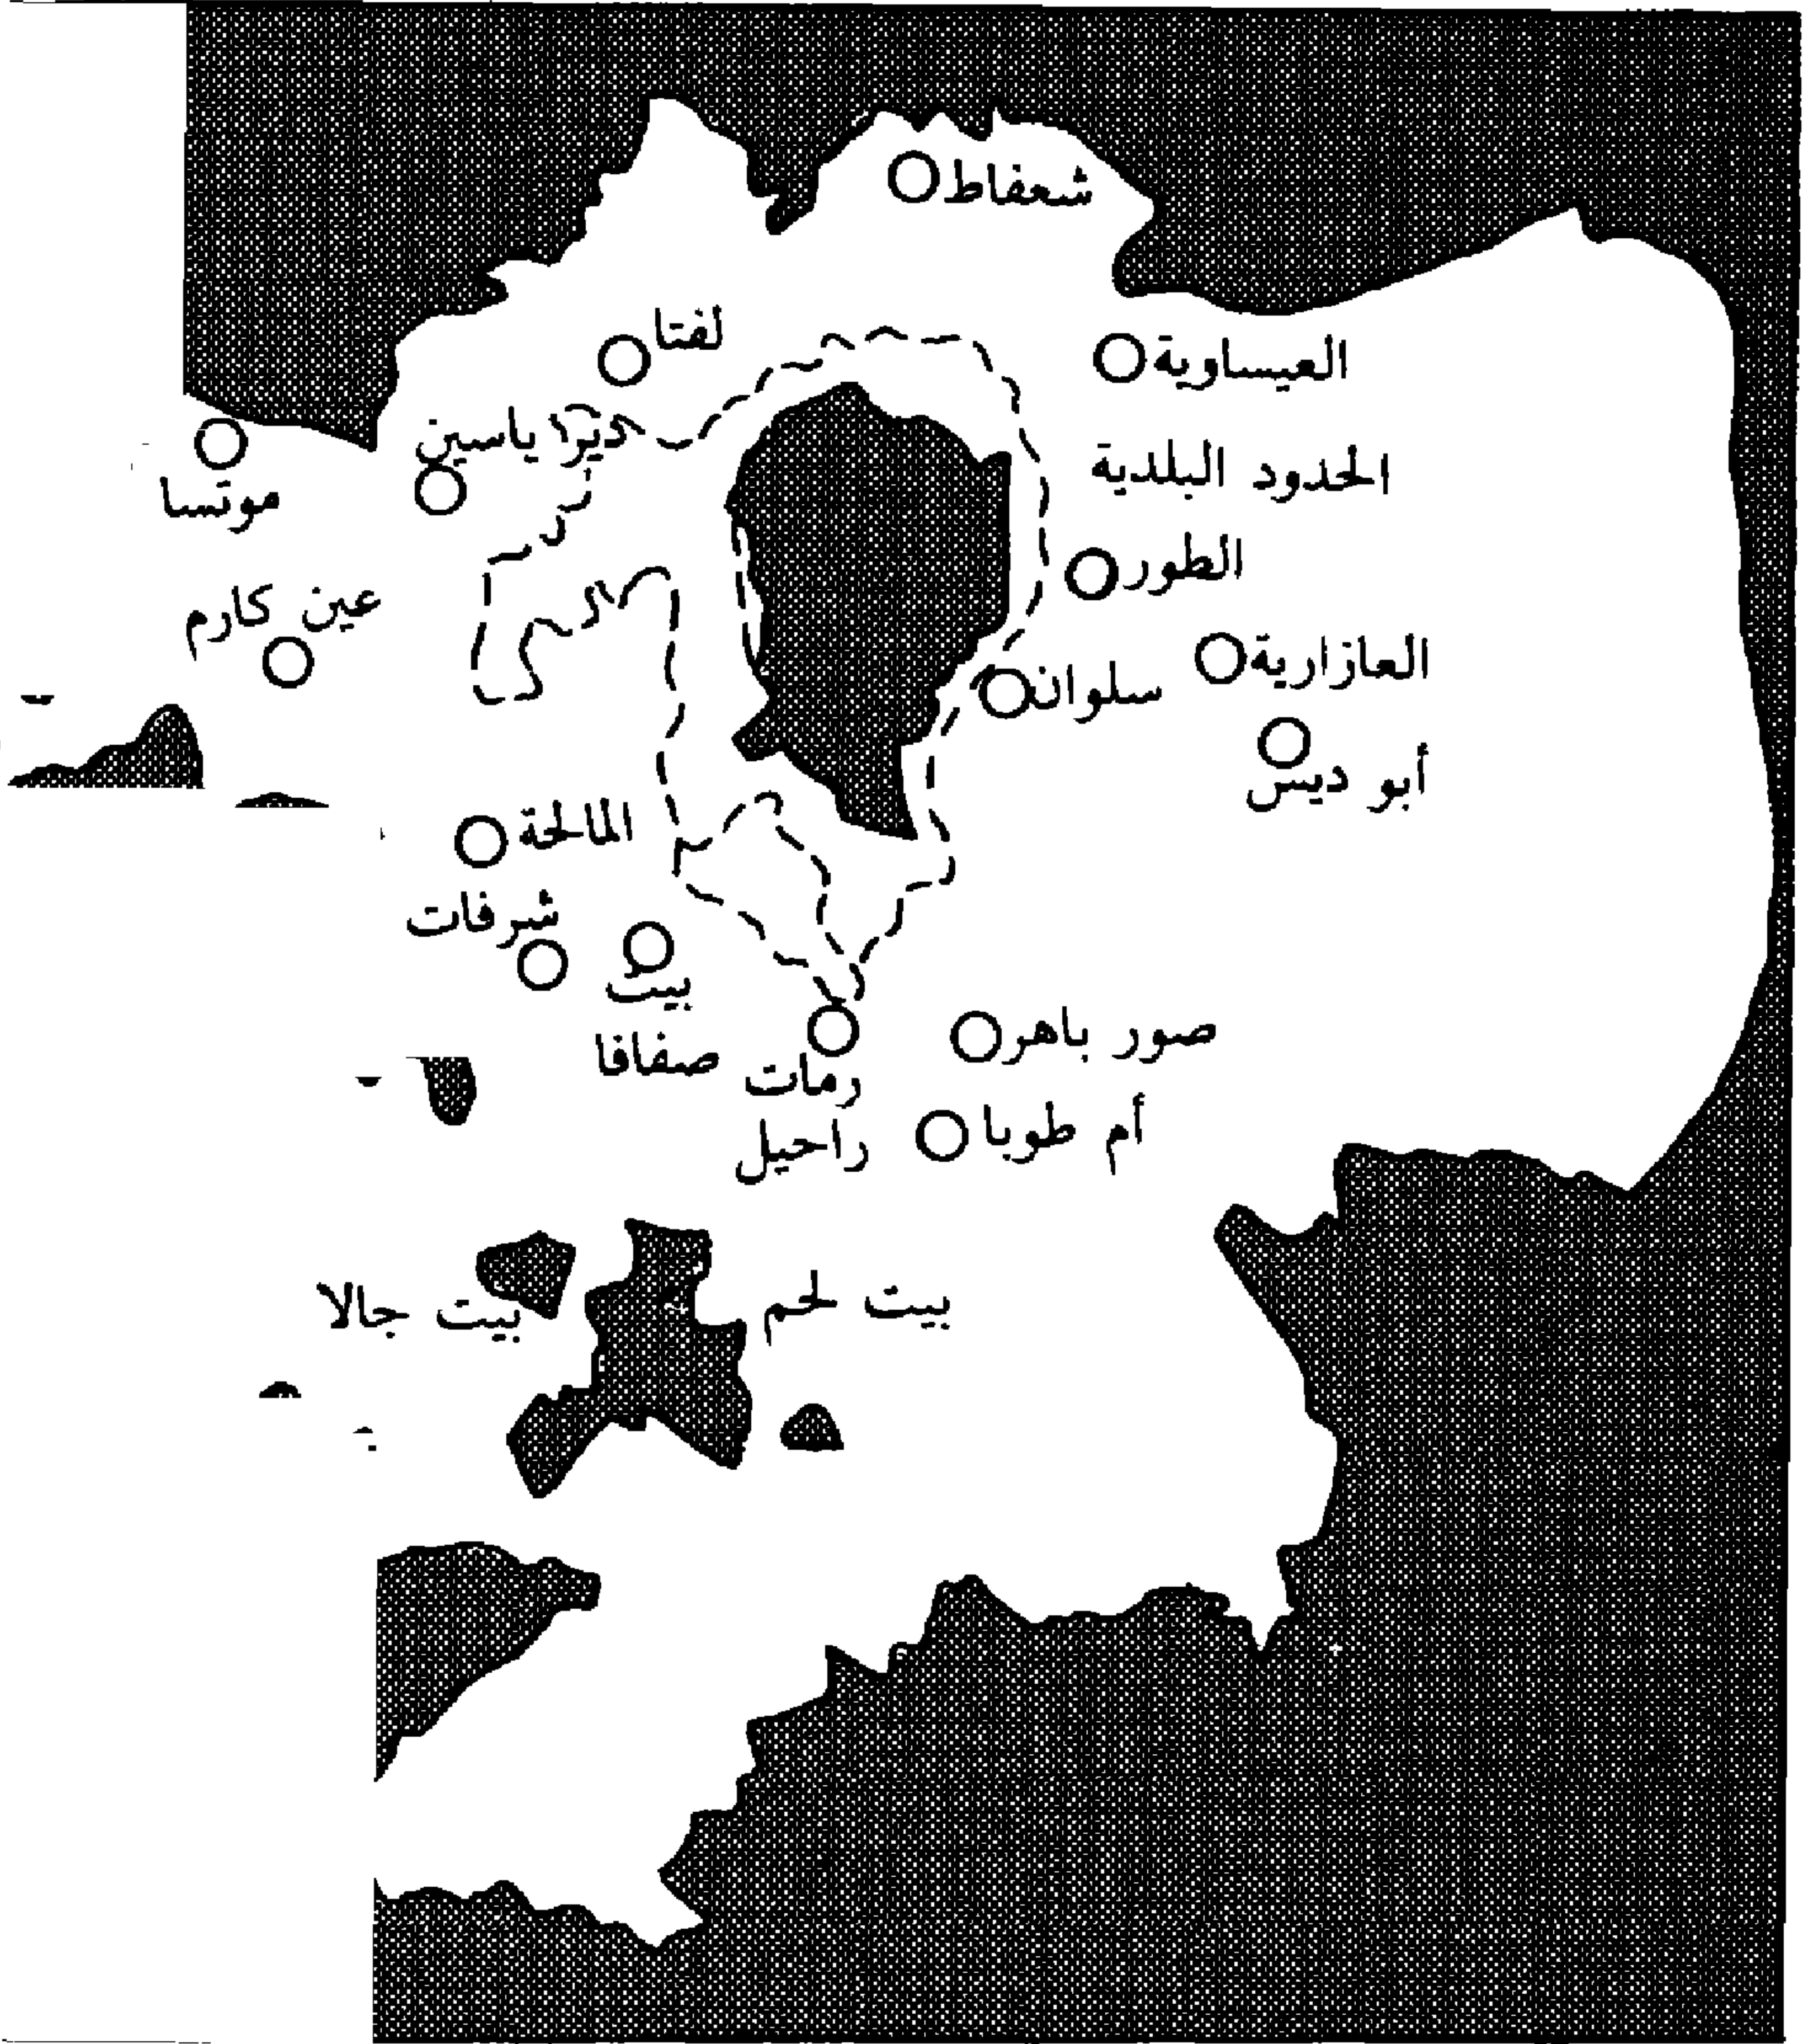 شعفاط
لفتا
العيساوية
دير ياسين
الحدود البلدية
موتسا
الطور
عين كارم
العازارية
سلوان
أبو ديس
المالحة
شرفات
بيت
صفافا
صور باهر
رمات
راحيل
أم طوبا
بيت لحم
بيت جالا